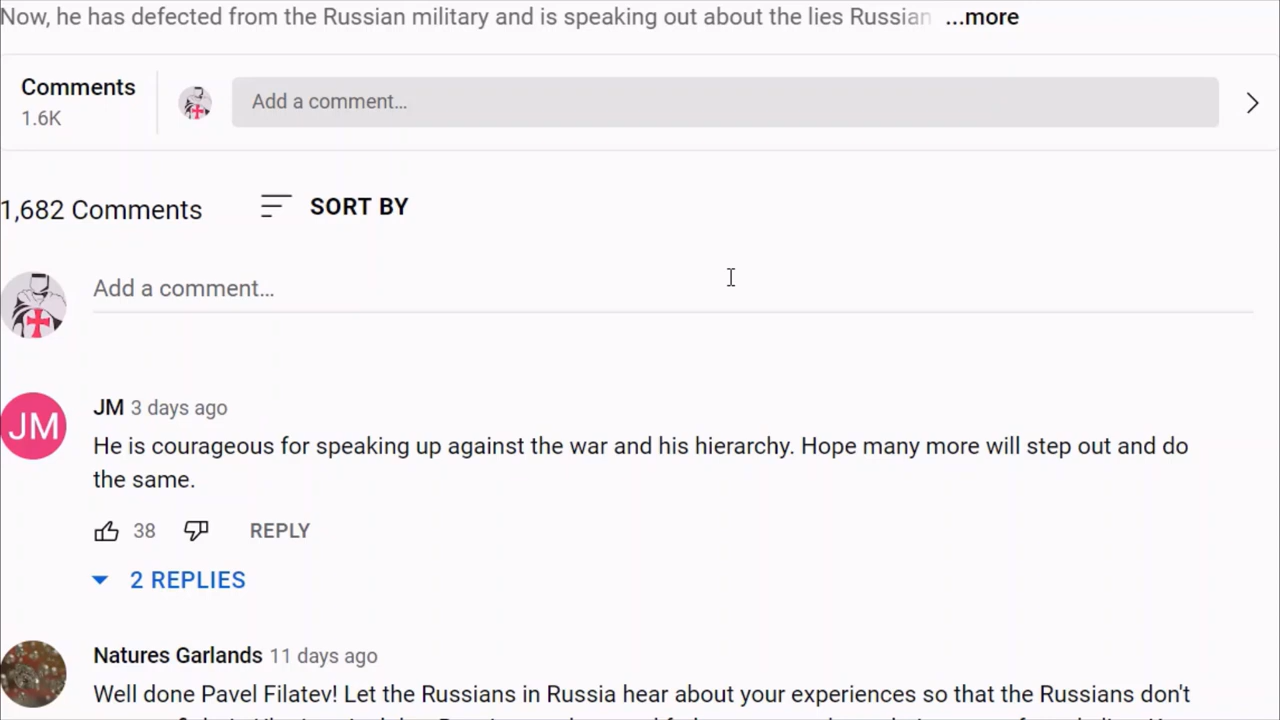 Now, he has defected from the Russian military and is speaking out about the lies Russian ...more
Comments
1.6K
Add a comment...
1,682 Comments
SORT BY
Add a comment...
JM
JM 3 days ago
He is courageous for speaking up against the war and his hierarchy. Hope many more will step out and do
the same.
38
REPLY
2 REPLIES
Natures Garlands 11 days ago
Well done Pavel Filatev! Let the Russians in Russia hear about your experiences so that the Russians don't